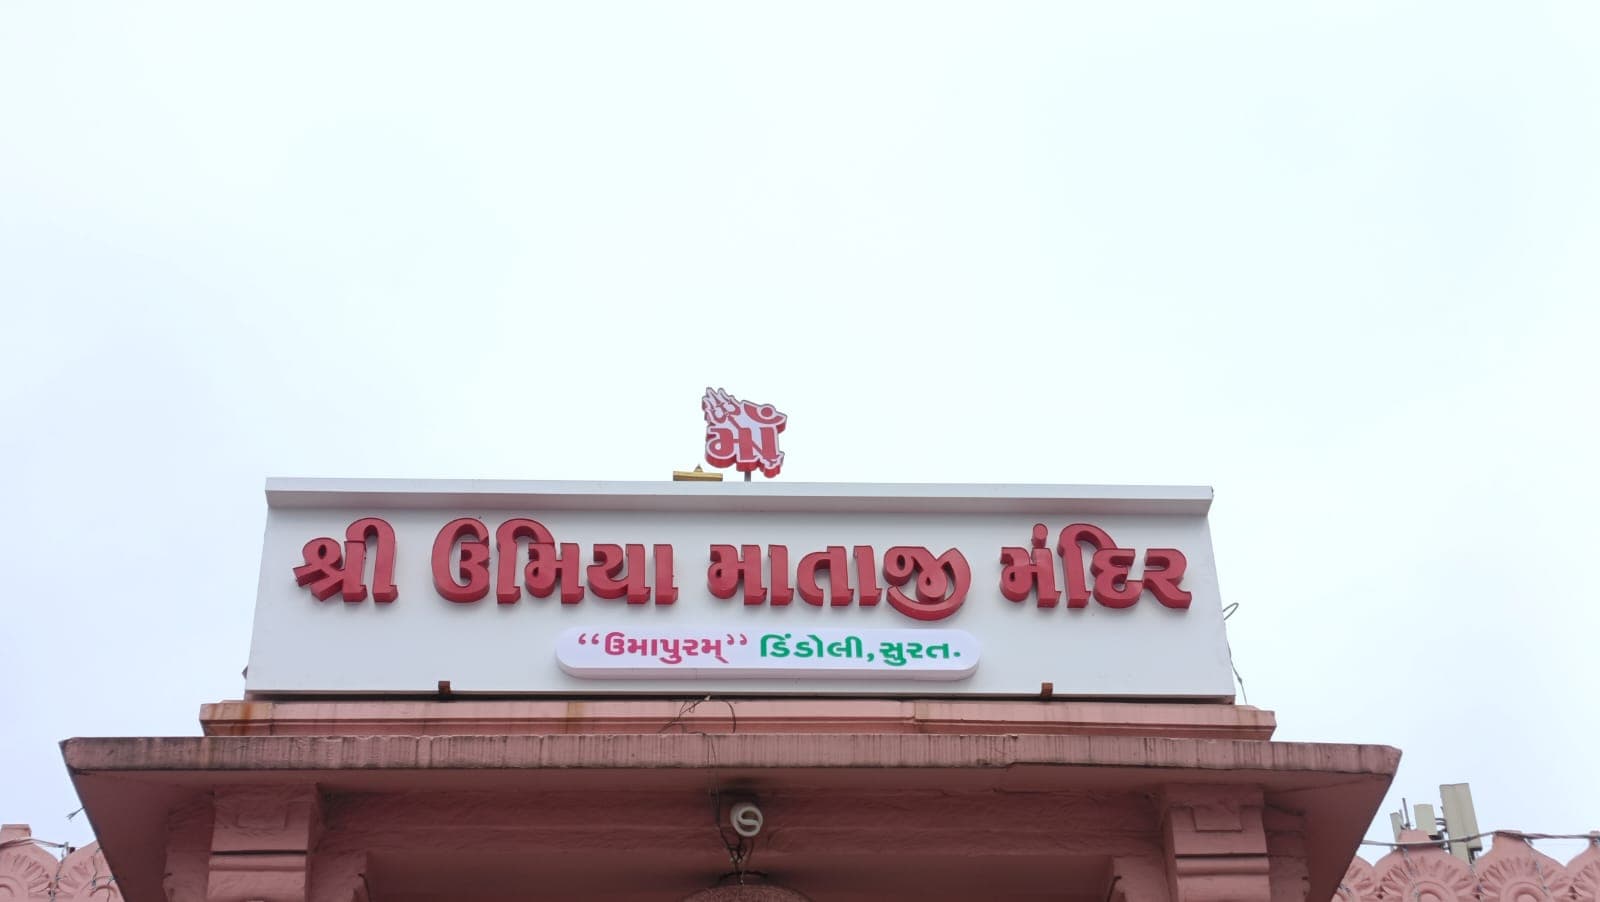 માઁ
શ્રી ઉમિયા માતાજી મંદિર
“ઉમાપુરમ્” ડિંડોલી,સુરત.